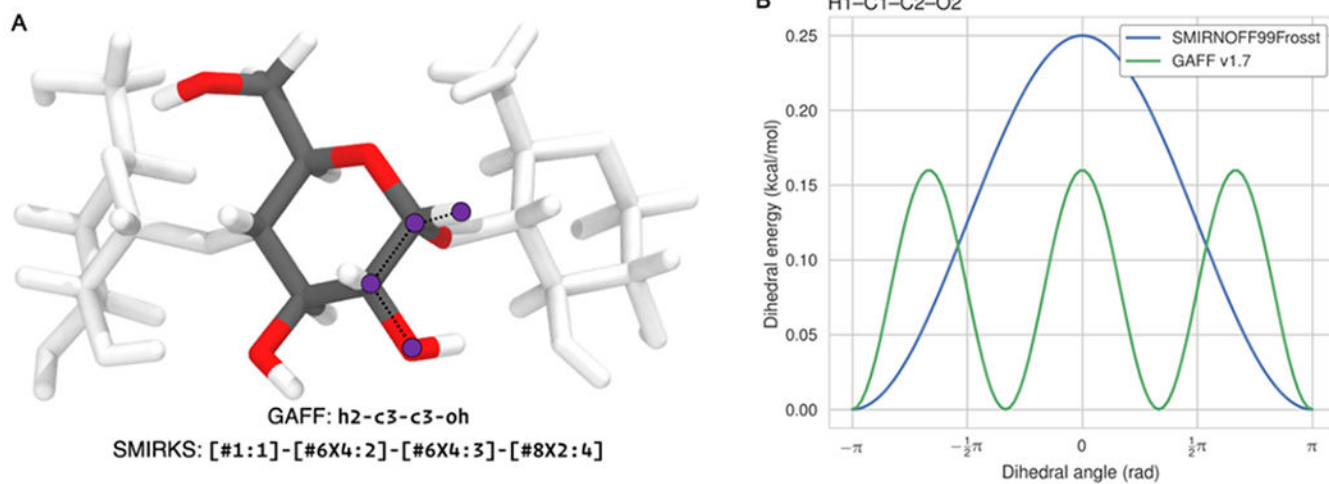 A
GAFF: h2-c3-c3-oh
SMIRKS: [#1:1]-[#6X4:2]-[#6X4:3]-[#8X2:4]
B
H1–C1–C2–O2
SMIRNOFF99Frosst
GAFF v1.7
Dihedral energy (kcal/mol)
0.25
0.20
0.15
0.10
0.05
0.00
−π
−½π
0
½π
π
Dihedral angle (rad)